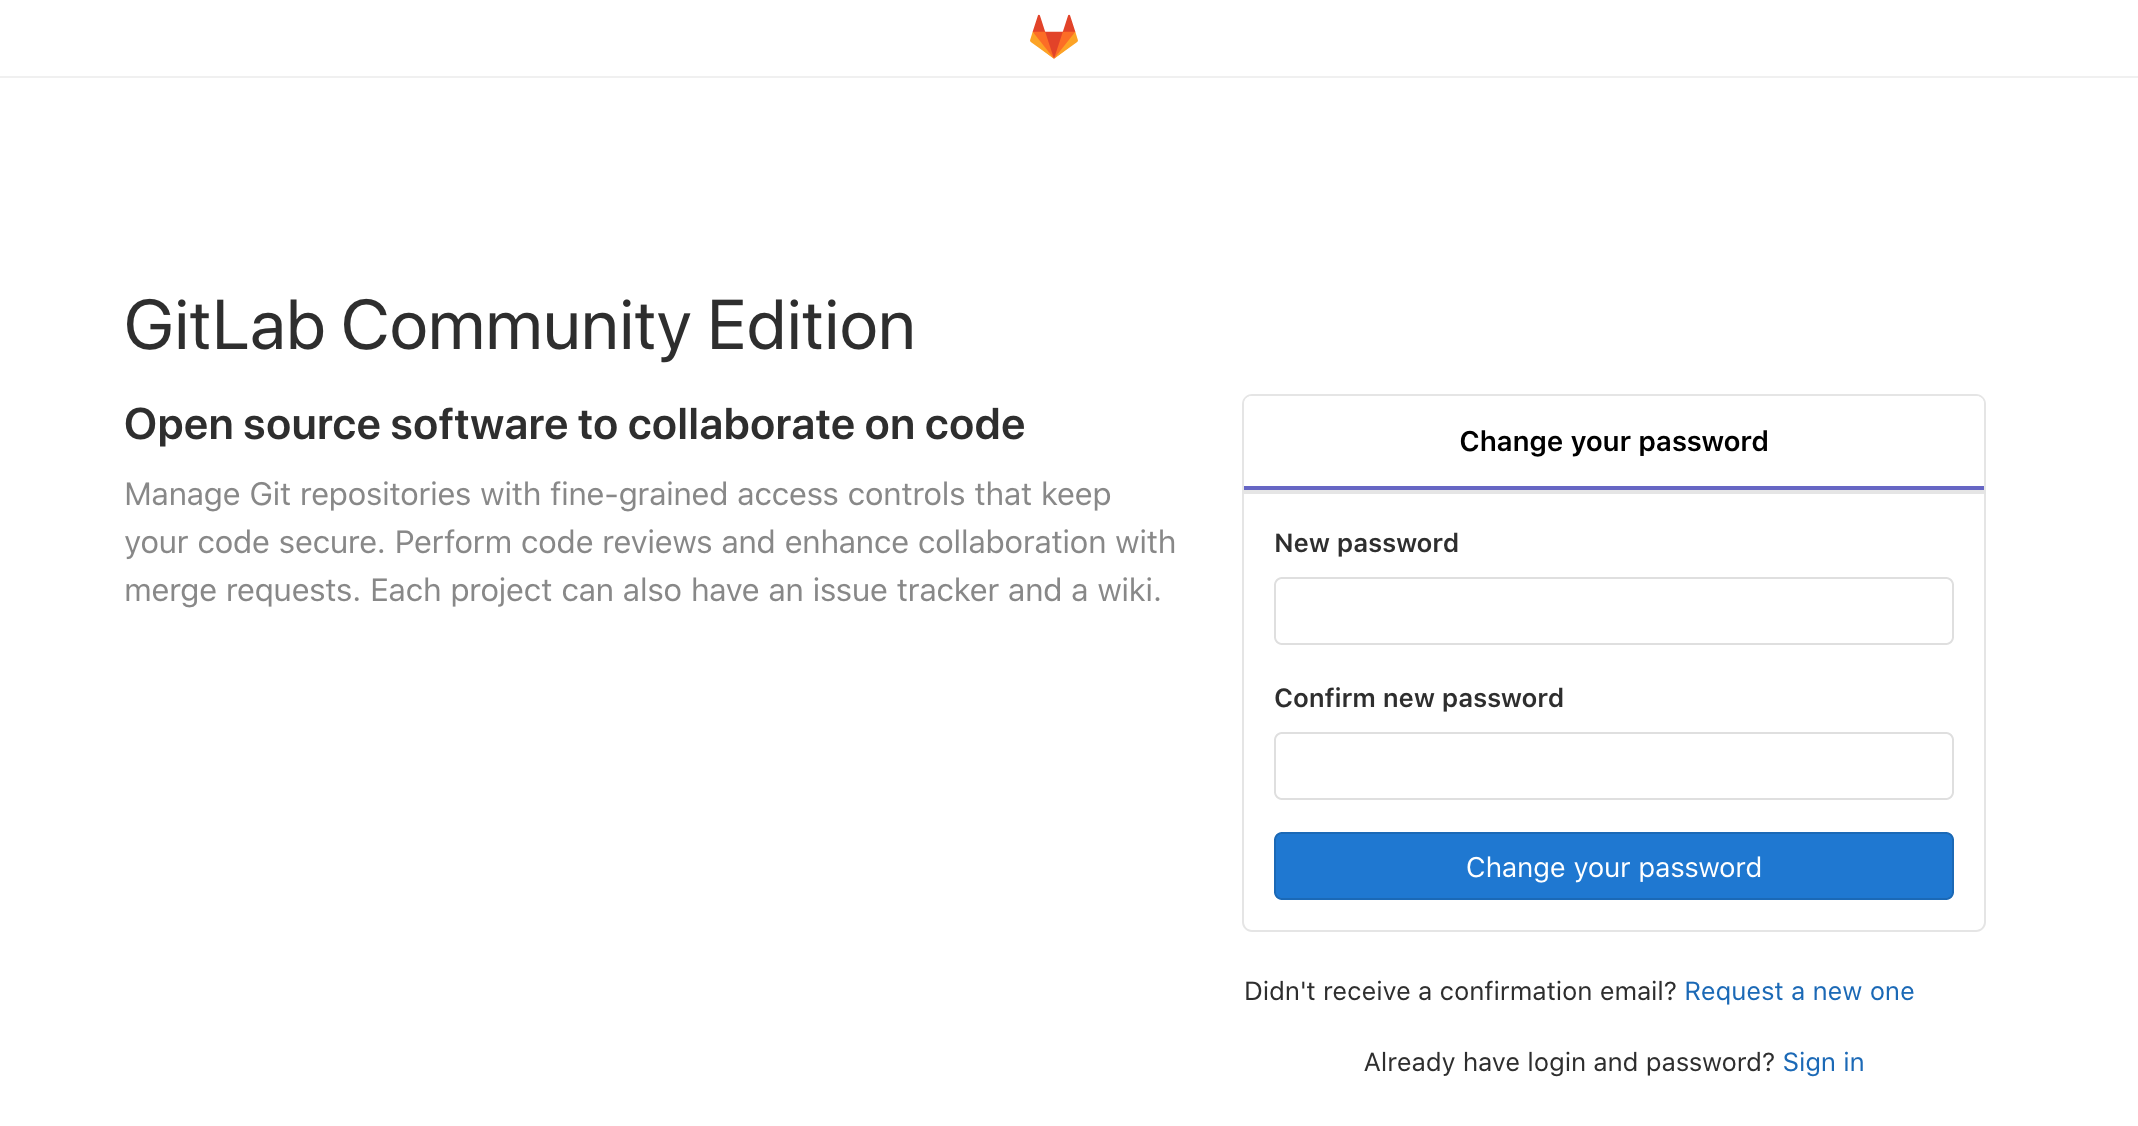 GitLab Community Edition
Open source software to collaborate on code
Manage Git repositories with fine-grained access controls that keep
your code secure. Perform code reviews and enhance collaboration with
merge requests. Each project can also have an issue tracker and a wiki.
Change your password
New password
Confirm new password
Change your password
Didn't receive a confirmation email? Request a new one
Already have login and password? Sign in